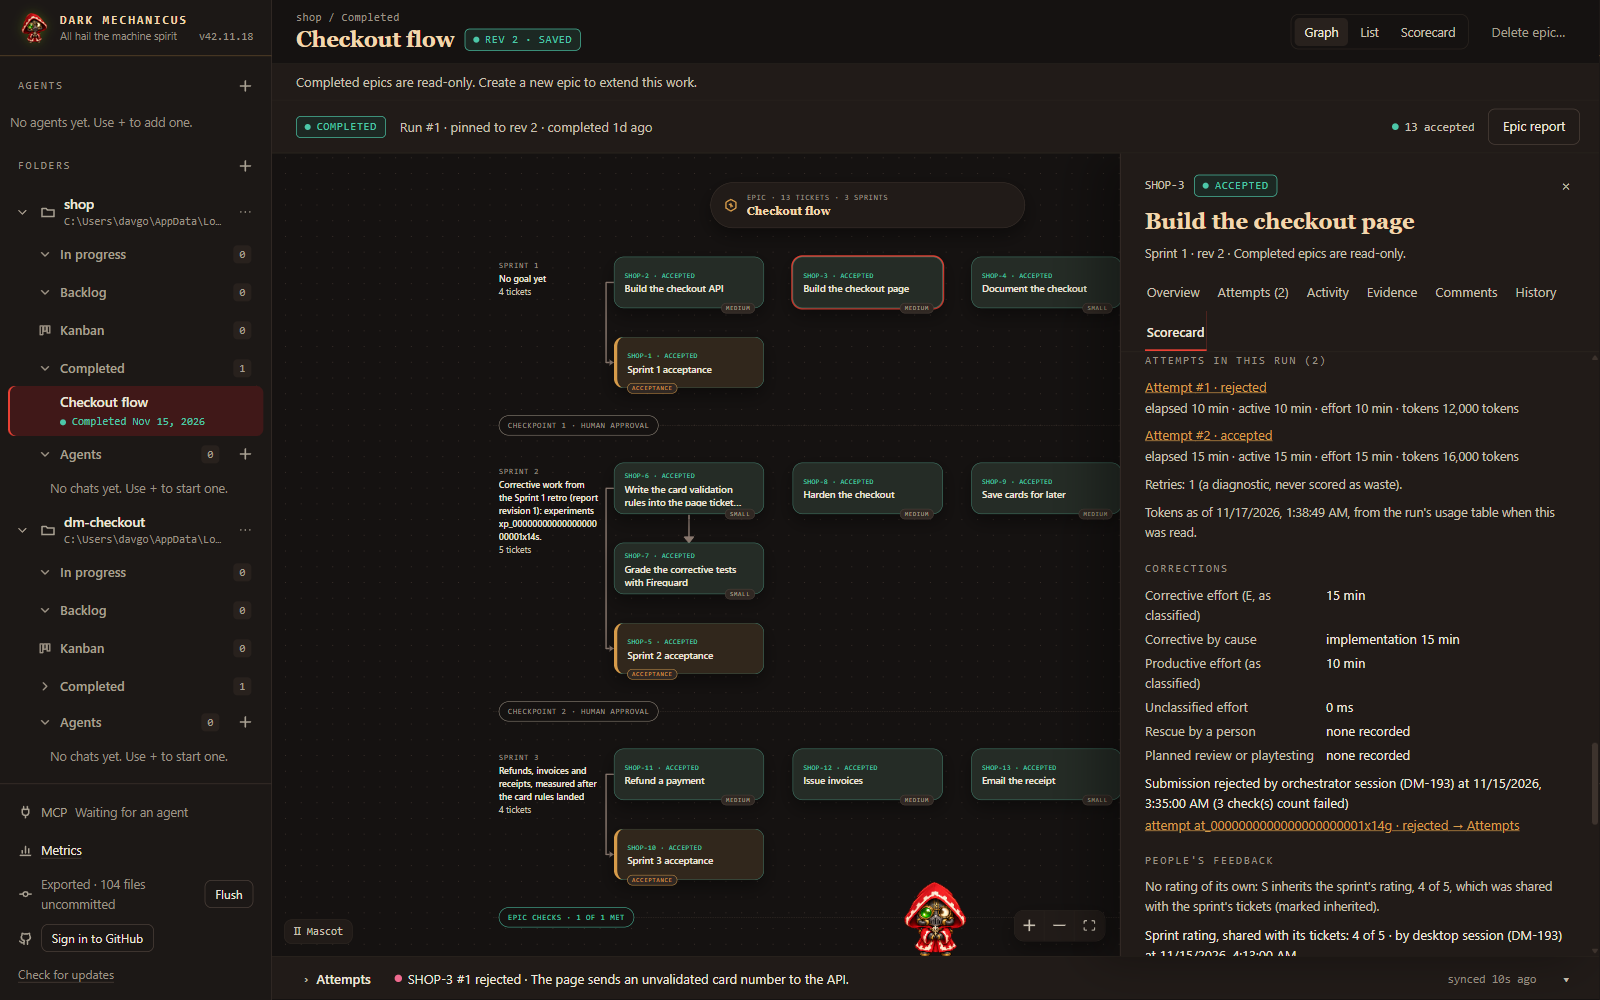 DARK MECHANICUS
All hail the machine spirit v42.11.18
AGENTS
No agents yet. Use + to add one.
FOLDERS
shop
C:\Users\davgo\AppData\Lo…
In progress 0
Backlog 0
Kanban 0
Completed 1
Checkout flow
Completed Nov 15, 2026
Agents 0
No chats yet. Use + to start one.
dm-checkout
C:\Users\davgo\AppData\Lo…
In progress 0
Backlog 0
Kanban 0
Completed 1
Agents 0
No chats yet. Use + to start one.
MCP Waiting for an agent
Metrics
Exported · 104 files
uncommitted
Flush
Sign in to GitHub
Check for updates
shop / Completed
Checkout flow
REV 2 · SAVED
Graph List Scorecard Delete epic…
Completed epics are read-only. Create a new epic to extend this work.
COMPLETED Run #1 · pinned to rev 2 · completed 1d ago
13 accepted
Epic report
EPIC · 13 TICKETS · 3 SPRINTS
Checkout flow
SPRINT 1
No goal yet
4 tickets
SHOP-2 · ACCEPTED
Build the checkout API
MEDIUM
SHOP-3 · ACCEPTED
Build the checkout page
MEDIUM
SHOP-4 · ACCEPTED
Document the checkout
SMALL
SHOP-1 · ACCEPTED
Sprint 1 acceptance
ACCEPTANCE
CHECKPOINT 1 · HUMAN APPROVAL
SPRINT 2
Corrective work from
the Sprint 1 retro (report
revision 1): experiments
xp_00000000000000000
00001x14s.
5 tickets
SHOP-6 · ACCEPTED
Write the card validation
rules into the page ticket…
SMALL
SHOP-8 · ACCEPTED
Harden the checkout
MEDIUM
SHOP-9 · ACCEPTED
Save cards for later
MEDIUM
SHOP-7 · ACCEPTED
Grade the corrective tests
with Fireguard
SMALL
SHOP-5 · ACCEPTED
Sprint 2 acceptance
ACCEPTANCE
CHECKPOINT 2 · HUMAN APPROVAL
SPRINT 3
Refunds, invoices and
receipts, measured after
the card rules landed
4 tickets
SHOP-11 · ACCEPTED
Refund a payment
MEDIUM
SHOP-12 · ACCEPTED
Issue invoices
MEDIUM
SHOP-13 · ACCEPTED
Email the receipt
SMALL
SHOP-10 · ACCEPTED
Sprint 3 acceptance
ACCEPTANCE
EPIC CHECKS · 1 OF 1 MET
Mascot
SHOP-3 ACCEPTED
×
Build the checkout page
Sprint 1 · rev 2 · Completed epics are read-only.
Overview Attempts (2) Activity Evidence Comments History
Scorecard
ATTEMPTS IN THIS RUN (2)
Attempt #1 · rejected
elapsed 10 min · active 10 min · effort 10 min · tokens 12,000 tokens
Attempt #2 · accepted
elapsed 15 min · active 15 min · effort 15 min · tokens 16,000 tokens
Retries: 1 (a diagnostic, never scored as waste).
Tokens as of 11/17/2026, 1:38:49 AM, from the run's usage table when this
was read.
CORRECTIONS
Corrective effort (E, as
classified) 15 min
Corrective by cause implementation 15 min
Productive effort (as
classified) 10 min
Unclassified effort 0 ms
Rescue by a person none recorded
Planned review or playtesting none recorded
Submission rejected by orchestrator session (DM-193) at 11/15/2026,
3:35:00 AM (3 check(s) count failed)
attempt at_0000000000000000000001x14g · rejected → Attempts
PEOPLE'S FEEDBACK
No rating of its own: S inherits the sprint's rating, 4 of 5, which was shared
with the sprint's tickets (marked inherited).
Sprint rating, shared with its tickets: 4 of 5 · by desktop session (DM-193)
at 11/15/2026, 4:13:00 AM
Attempts SHOP-3 #1 rejected · The page sends an unvalidated card number to the API.
synced 10s ago